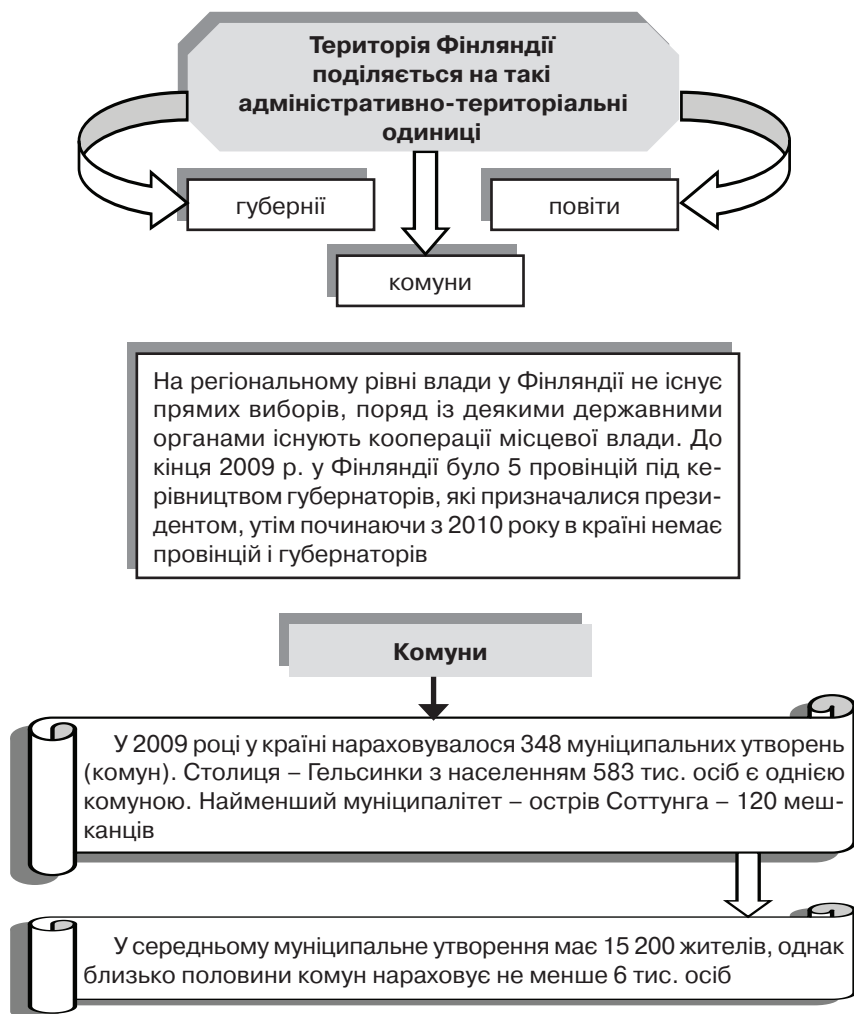 Територія Фінляндії
поділяється на такі
адміністративно-територіальні
одиниці
губернії
повіти
комуни
На регіональному рівні влади у Фінляндії не існує
прямих виборів, поряд із деякими державними
органами існують кооперації місцевої влади. До
кінця 2009 р. у Фінляндії було 5 провінцій під ке-
рівництвом губернаторів, які призначалися прези-
дентом, утім починаючи з 2010 року в країні немає
провінцій і губернаторів
Комуни
У 2009 році у країні нараховувалося 348 муніципальних утворень
(комун). Столиця – Гельсинки з населенням 583 тис. осіб є однією
комуною. Найменший муніципалітет – острів Соттунга – 120 меш-
канців
У середньому муніципальне утворення має 15 200 жителів, однак
близько половини комун нараховує не менше 6 тис. осіб